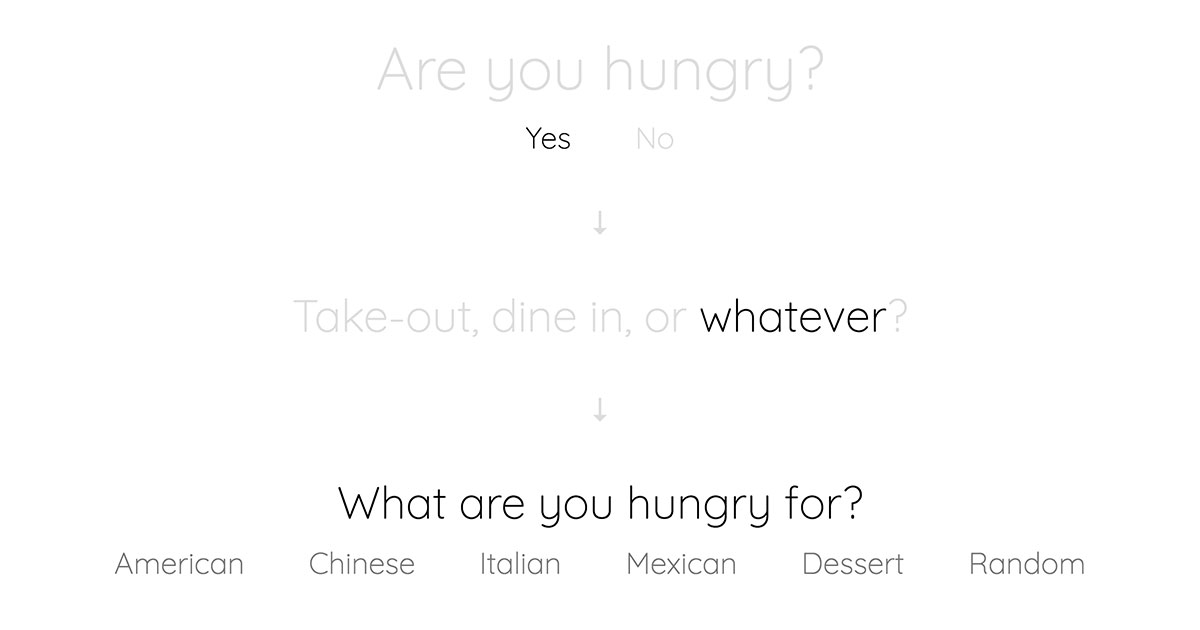 Are you hungry?
Yes No
↓
Take-out, dine in, or whatever?
↓
What are you hungry for?
American Chinese Italian Mexican Dessert Random